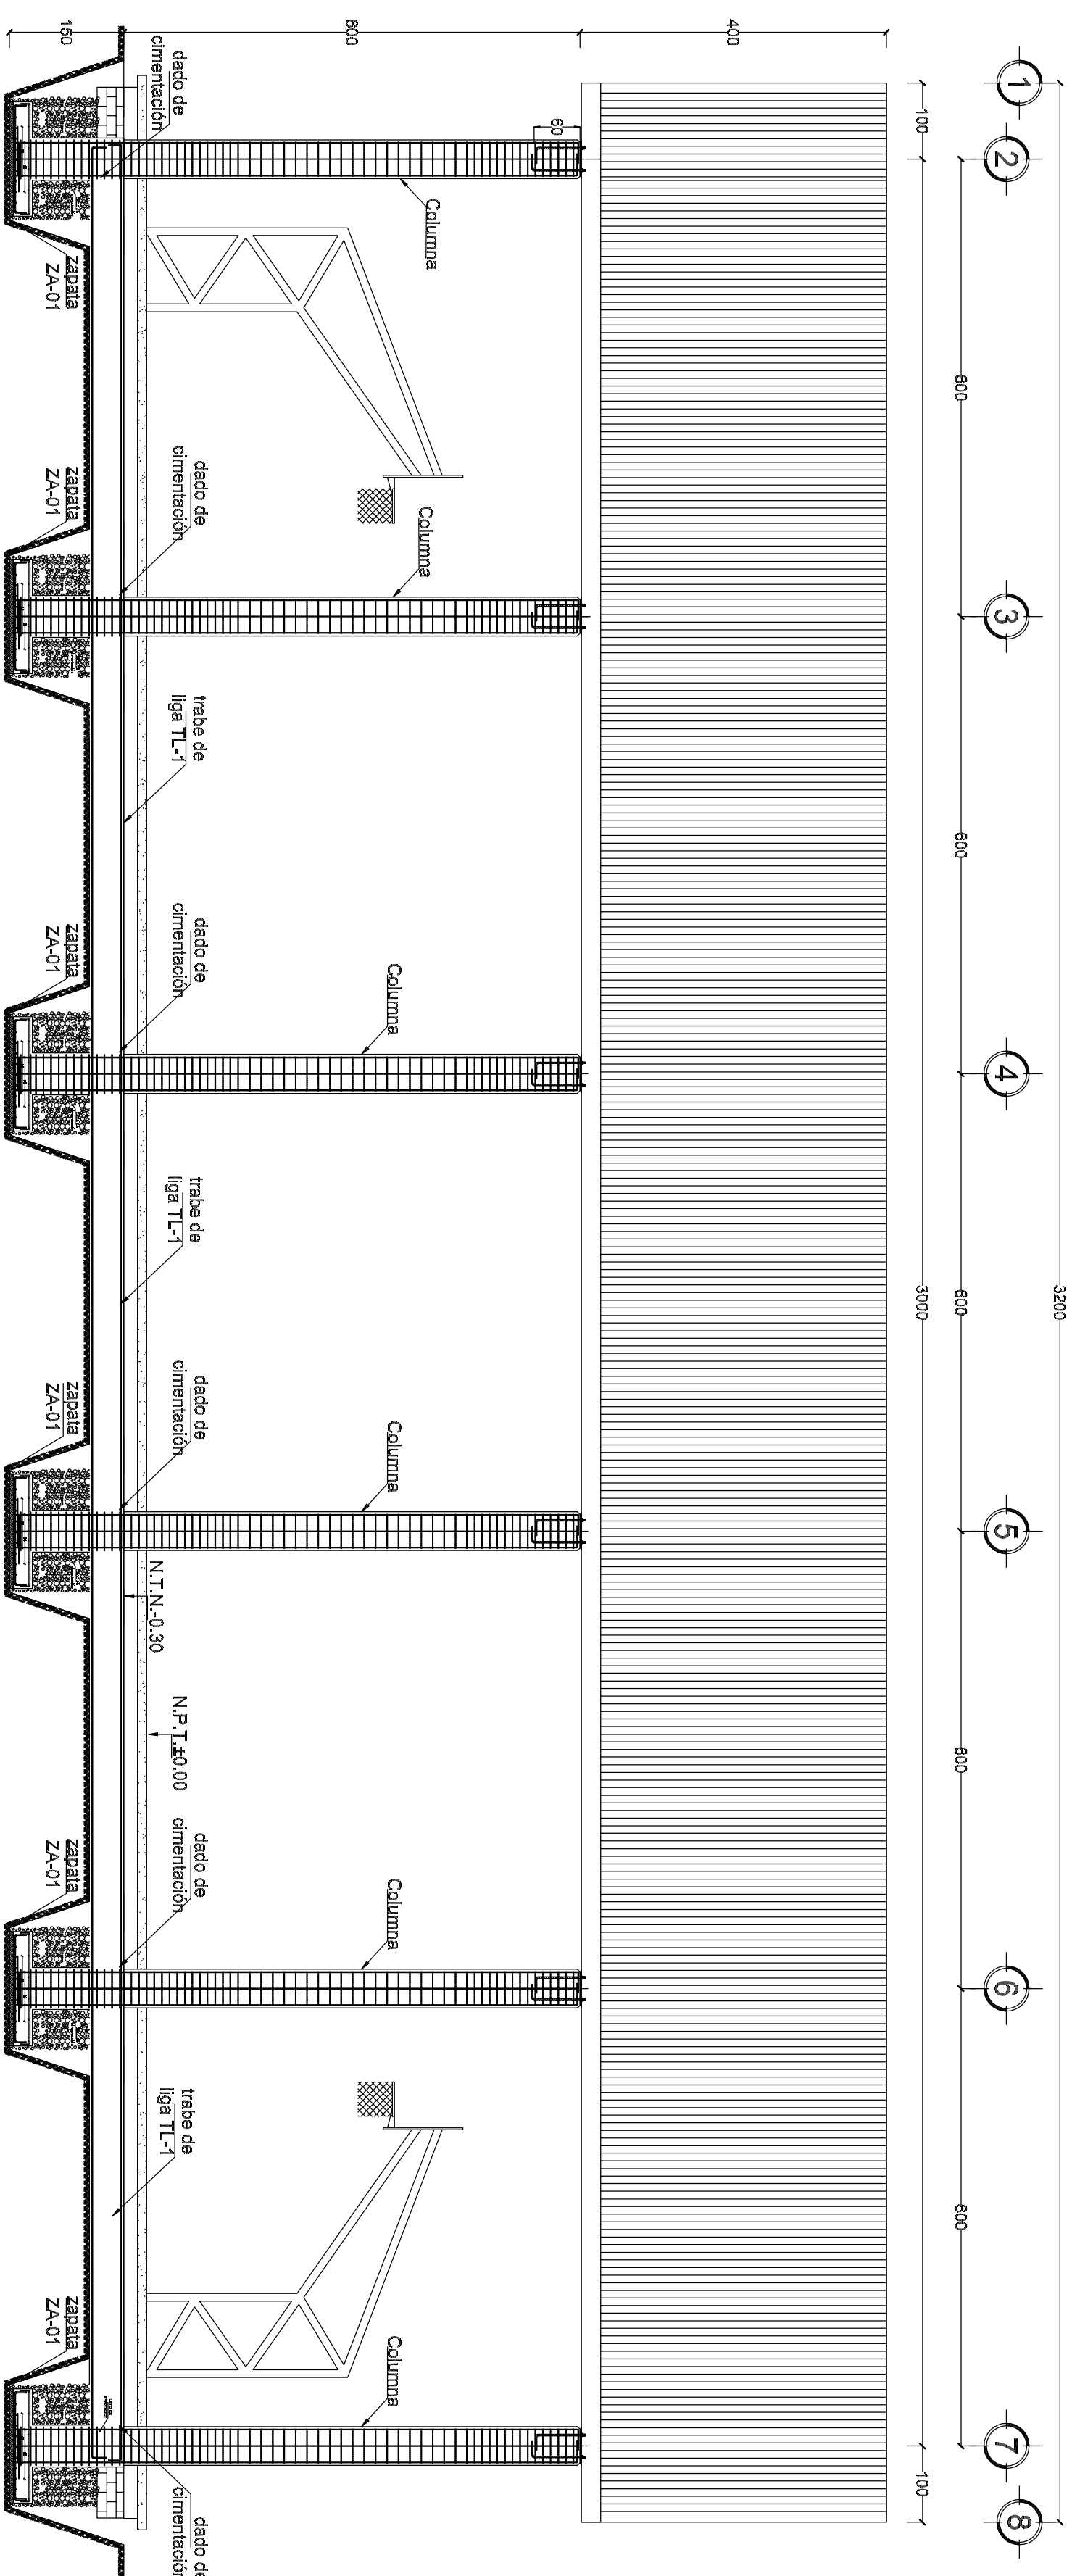 1
2
3
4
5
6
7
8
3200
100
3000
100
600
600
600
600
600
400
600
150
60
Columna
Columna
Columna
Columna
Columna
Columna
dado de
cimentación
dado de
cimentación
dado de
cimentación
dado de
cimentación
dado de
cimentación
dado de
cimentación
trabe de
liga TL-1
trabe de
liga TL-1
trabe de
liga TL-1
N.T.N.-0.30
N.P.T.±0.00
zapata
ZA-01
zapata
ZA-01
zapata
ZA-01
zapata
ZA-01
zapata
ZA-01
zapata
ZA-01